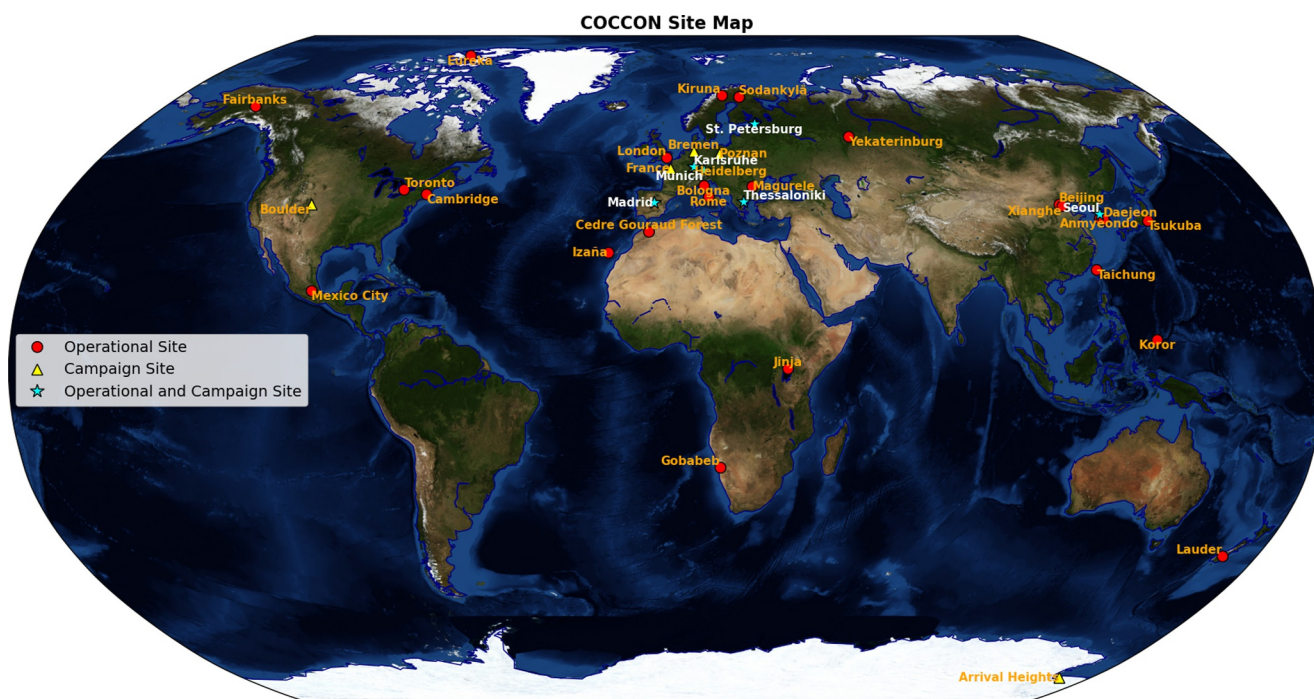 COCCON Site Map
Eureka
Fairbanks
Kiruna
Sodankylä
St. Petersburg
Yekaterinburg
Bremen
London
Poznan
Karlsruhe
France
Heidelberg
Munich
Toronto
Magurele
Bologna
Cambridge
Thessaloniki
Rome
Madrid
Boulder
Beijing
Seoul
Xianghe
Daejeon
Anmyeondo
Tsukuba
Cedre Gouraud Forest
Izaña
Taichung
Mexico City
Koror
Operational Site
Campaign Site
Operational and Campaign Site
Jinja
Gobabeb
Lauder
Arrival Heights